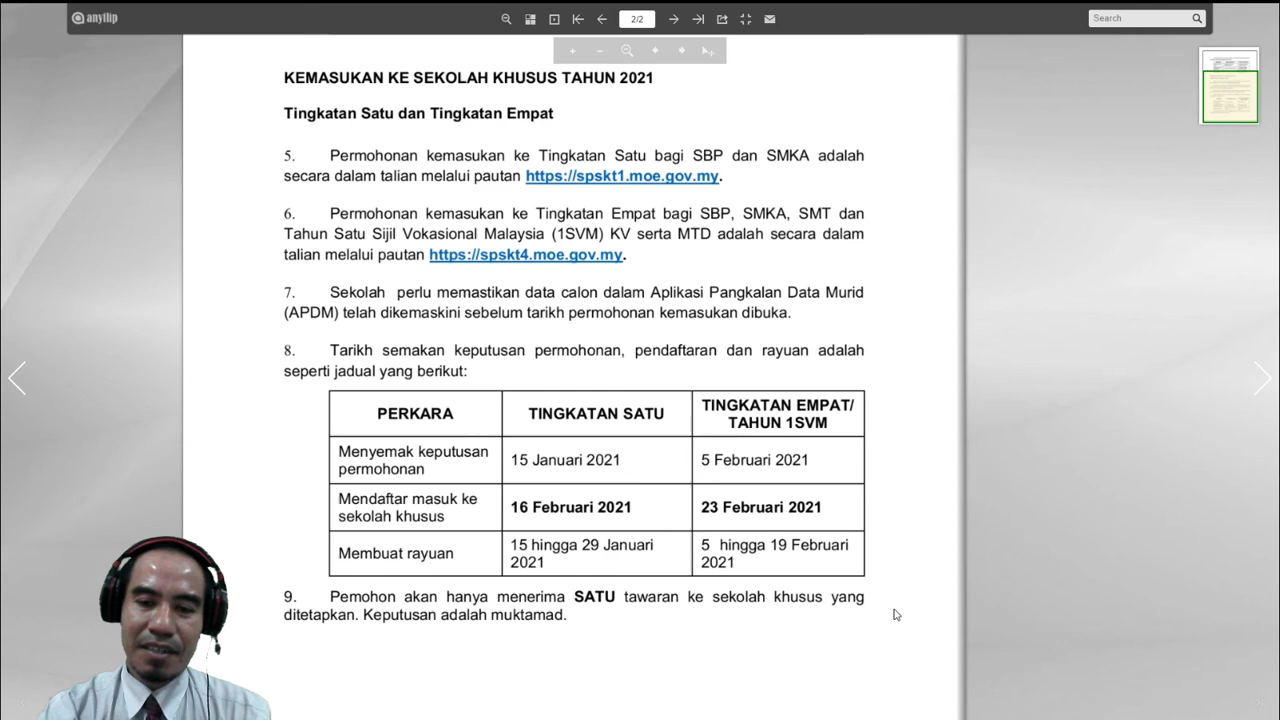 anyflip
2/2
Search
KEMASUKAN KE SEKOLAH KHUSUS TAHUN 2021
Tingkatan Satu dan Tingkatan Empat
5. Permohonan kemasukan ke Tingkatan Satu bagi SBP dan SMKA adalah
secara dalam talian melalui pautan https://spskt1.moe.gov.my.
6. Permohonan kemasukan ke Tingkatan Empat bagi SBP, SMKA, SMT dan
Tahun Satu Sijil Vokasional Malaysia (1SVM) KV serta MTD adalah secara dalam
talian melalui pautan https://spskt4.moe.gov.my.
7. Sekolah perlu memastikan data calon dalam Aplikasi Pangkalan Data Murid
(APDM) telah dikemaskini sebelum tarikh permohonan kemasukan dibuka.
8. Tarikh semakan keputusan permohonan, pendaftaran dan rayuan adalah
seperti jadual yang berikut:
PERKARA TINGKATAN SATU TINGKATAN EMPAT/
TAHUN 1SVM
Menyemak keputusan
permohonan
15 Januari 2021
5 Februari 2021
Mendaftar masuk ke
sekolah khusus
16 Februari 2021
23 Februari 2021
Membuat rayuan
15 hingga 29 Januari
2021
5 hingga 19 Februari
2021
9. Pemohon akan hanya menerima SATU tawaran ke sekolah khusus yang
ditetapkan. Keputusan adalah muktamad.